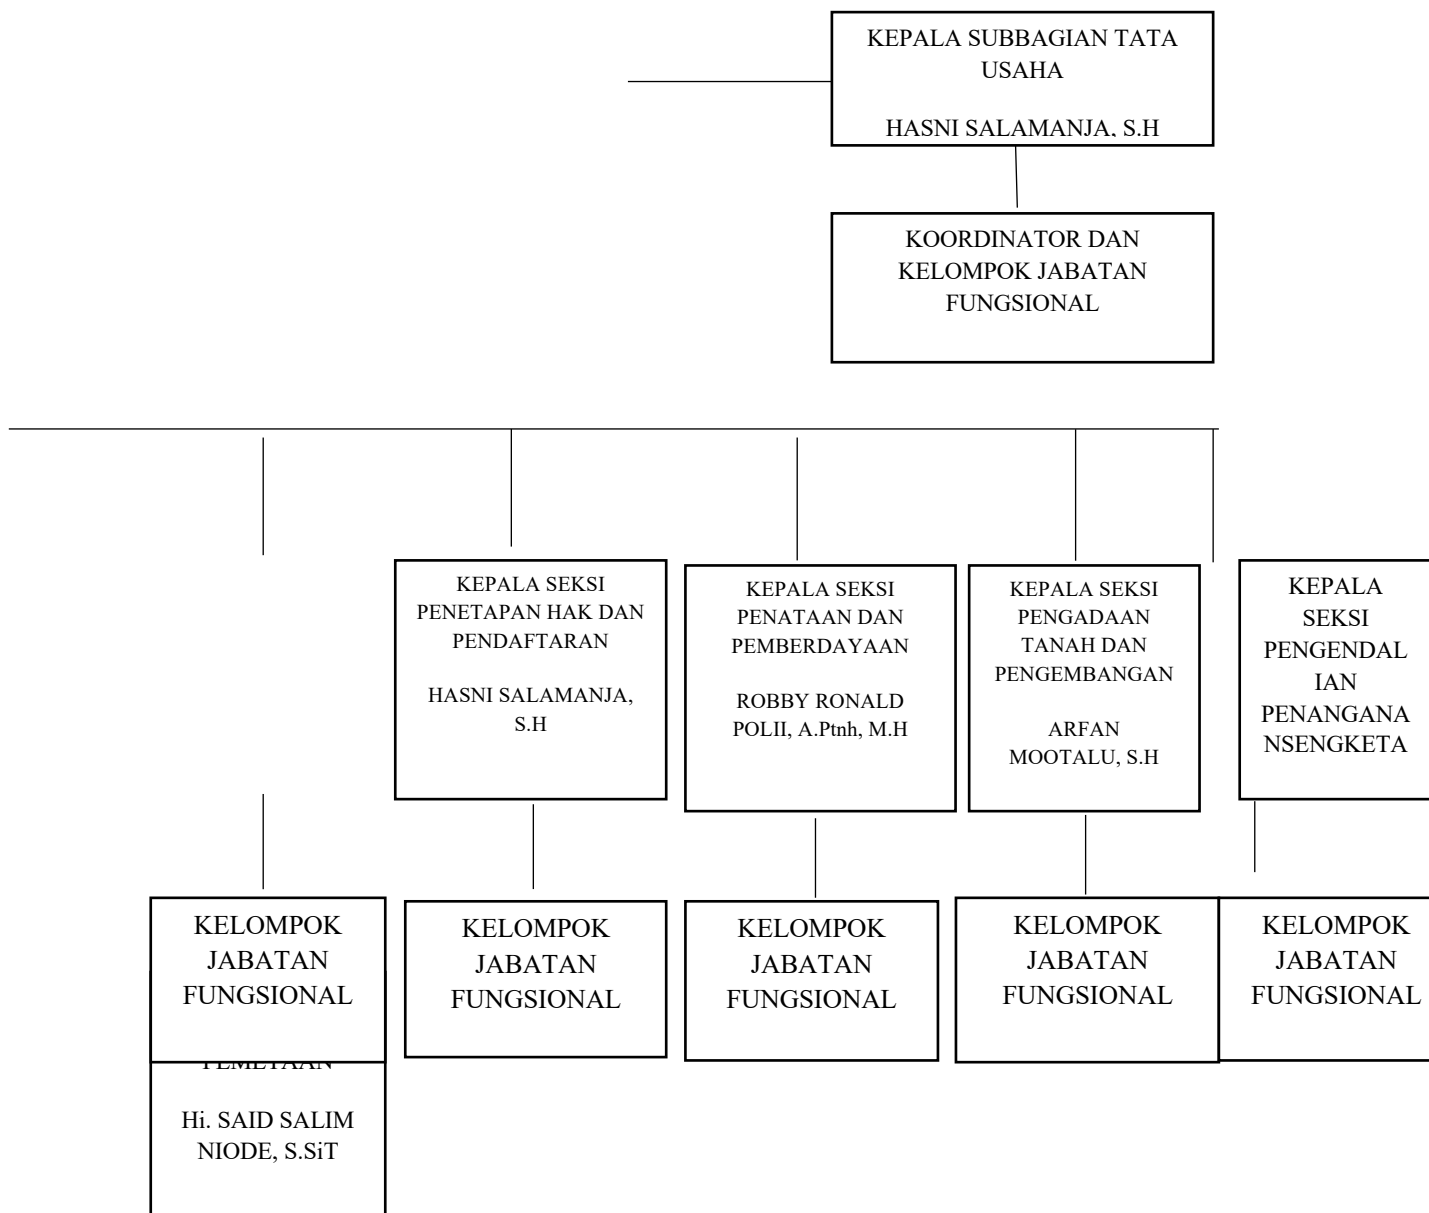 KEPALA SUBBAGIAN TATA
USAHA
HASNI SALAMANJA, S.H
KOORDINATOR DAN
KELOMPOK JABATAN
FUNGSIONAL
KEPALA SEKSI
PENETAPAN HAK DAN
PENDAFTARAN
HASNI SALAMANJA,
S.H
KEPALA SEKSI
PENATAAN DAN
PEMBERDAYAAN
ROBBY RONALD
POLII, A.Ptnh, M.H
KEPALA SEKSI
PENGADAAN
TANAH DAN
PENGEMBANGAN
ARFAN
MOOTALU, S.H
KEPALA
SEKSI
PENGENDAL
IAN
PENANGANA
NSENGKETA
KELOMPOK
JABATAN
FUNGSIONAL
KELOMPOK
JABATAN
FUNGSIONAL
KELOMPOK
JABATAN
FUNGSIONAL
KELOMPOK
JABATAN
FUNGSIONAL
KELOMPOK
JABATAN
FUNGSIONAL
Hi. SAID SALIM
NIODE, S.SiT